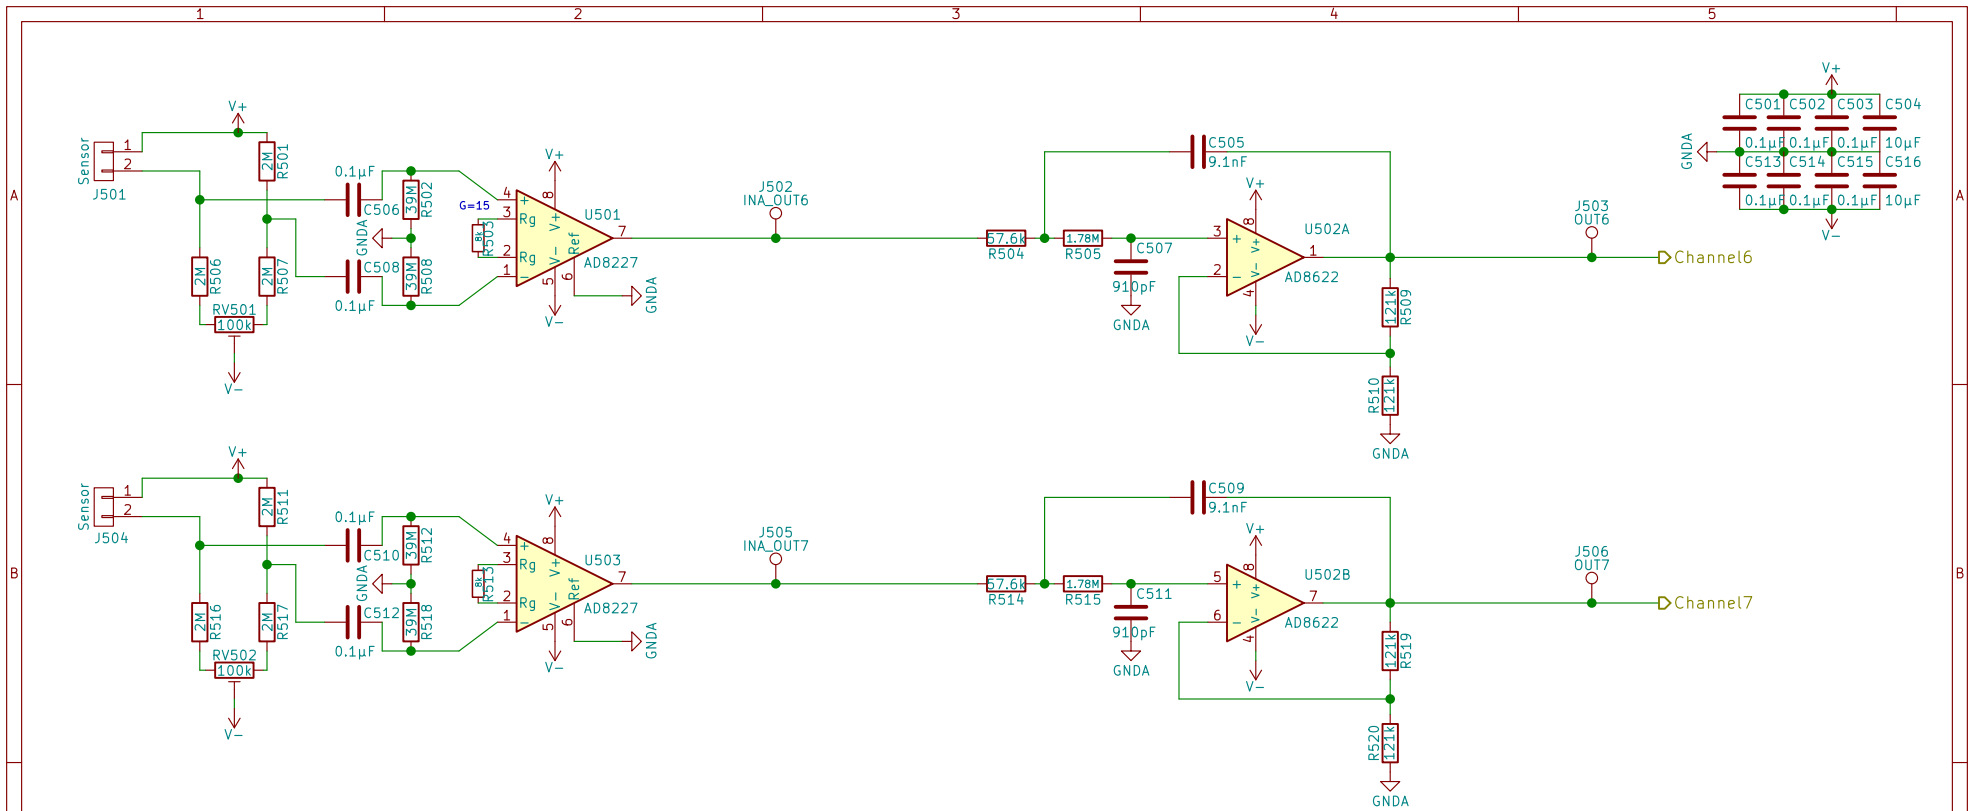 1 2 3 4 5
A
A
B
B
V+
Sensor
1
2
J501
2M
R501
0.1µF
C506
39M
R502
GNDA
C508
0.1µF
39M
R508
2M
R506
2M
R507
RV501
100k
V-
G=15
8k
R503
V+
4
3
2
1
+
Rg
Rg
-
8
V+
V-
Ref
5
6
7
U501
AD8227
V-
GNDA
J502
INA_OUT6
57.6k
R504
1.78M
R505
C505
9.1nF
C507
910pF
GNDA
V+
3
2
+
-
8
V+
V-
4
1
U502A
AD8622
V-
121k
R509
R510
121k
GNDA
J503
OUT6
Channel6
V+
C501 C502 C503 C504
0.1µF 0.1µF 0.1µF 10µF
GNDA
C513 C514 C515 C516
0.1µF 0.1µF 0.1µF 10µF
V-
V+
Sensor
1
2
J504
2M
R511
0.1µF
C510
39M
R512
GNDA
C512
0.1µF
39M
R518
2M
R516
2M
R517
RV502
100k
V-
8k
R513
V+
4
3
2
1
+
Rg
Rg
-
8
V+
V-
Ref
5
6
7
U503
AD8227
V-
GNDA
J505
INA_OUT7
57.6k
R514
1.78M
R515
C509
9.1nF
C511
910pF
GNDA
V+
5
6
+
-
8
V+
V-
4
7
U502B
AD8622
V-
121k
R519
R520
121k
GNDA
J506
OUT7
Channel7